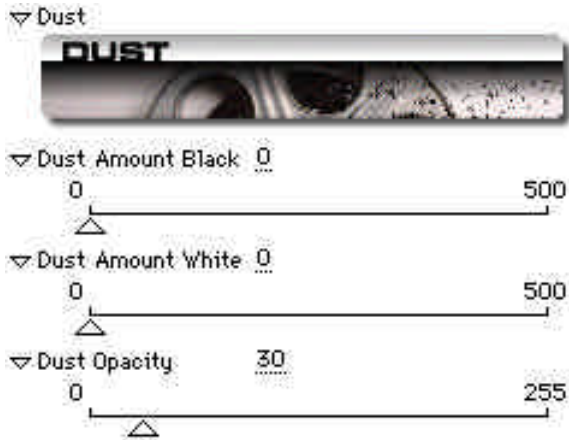 Dust
DUST
Dust Amount Black 0
0 500
Dust Amount White 0
0 500
Dust Opacity 30
0 255